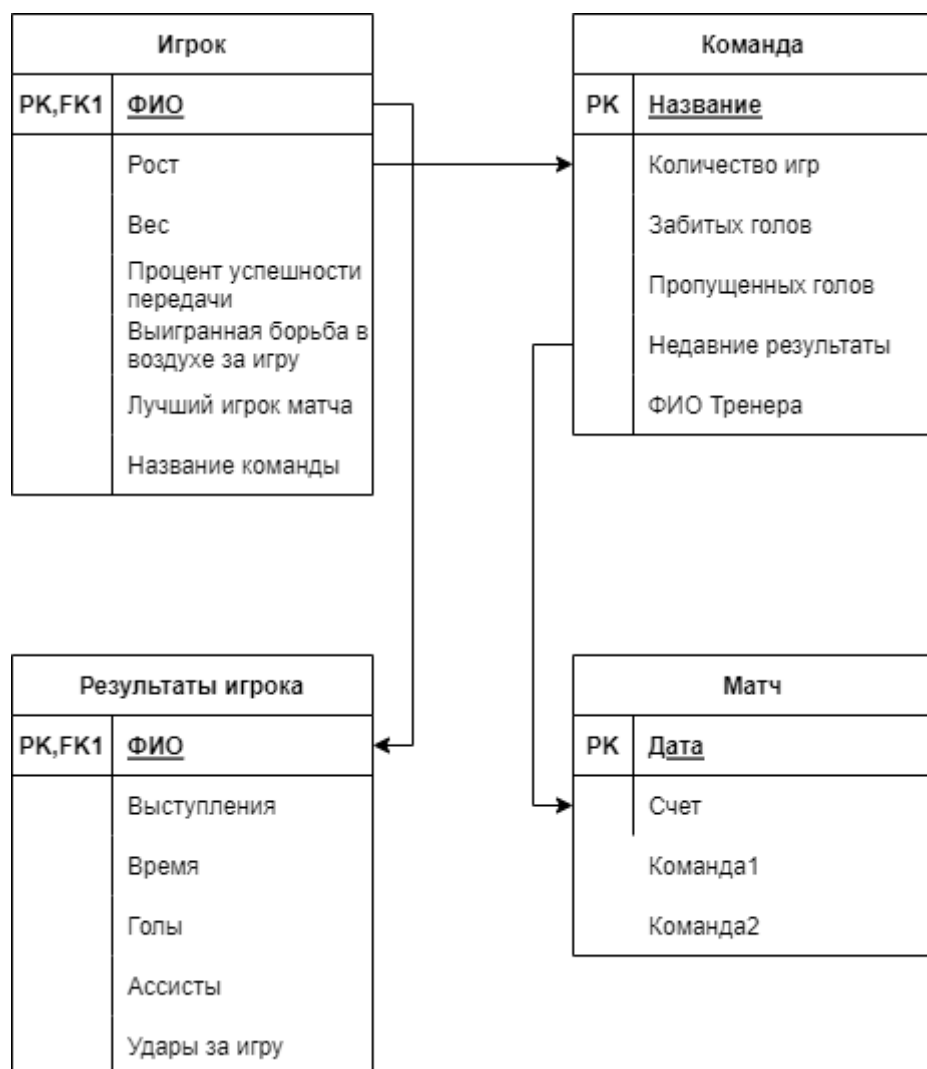 Игрок
PK,FK1 ФИО
Рост
Вес
Процент успешности
передачи
Выигранная борьба в
воздухе за игру
Лучший игрок матча
Название команды
Команда
PK Название
Количество игр
Забитых голов
Пропущенных голов
Недавние результаты
ФИО Тренера
Результаты игрока
PK,FK1 ФИО
Выступления
Время
Голы
Ассисты
Удары за игру
Матч
PK Дата
Счет
Команда1
Команда2